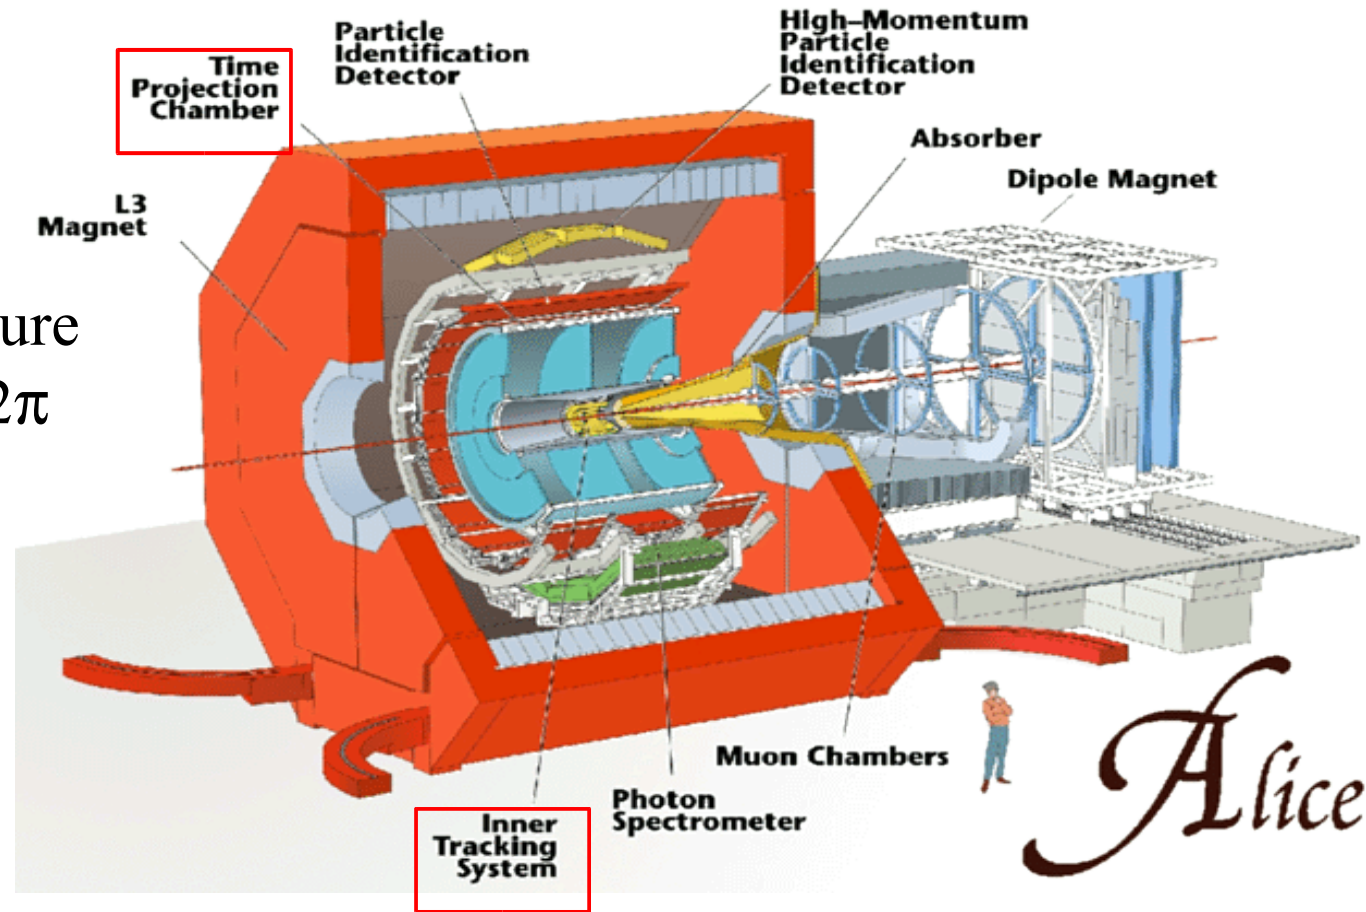 Particle
Identification
Detector
High–Momentum
Particle
Identification
Detector
Time
Projection
Chamber
Absorber
Dipole Magnet
L3
Magnet
ure
2π
Muon Chambers
Photon
Spectrometer
Inner
Tracking
System
Alice